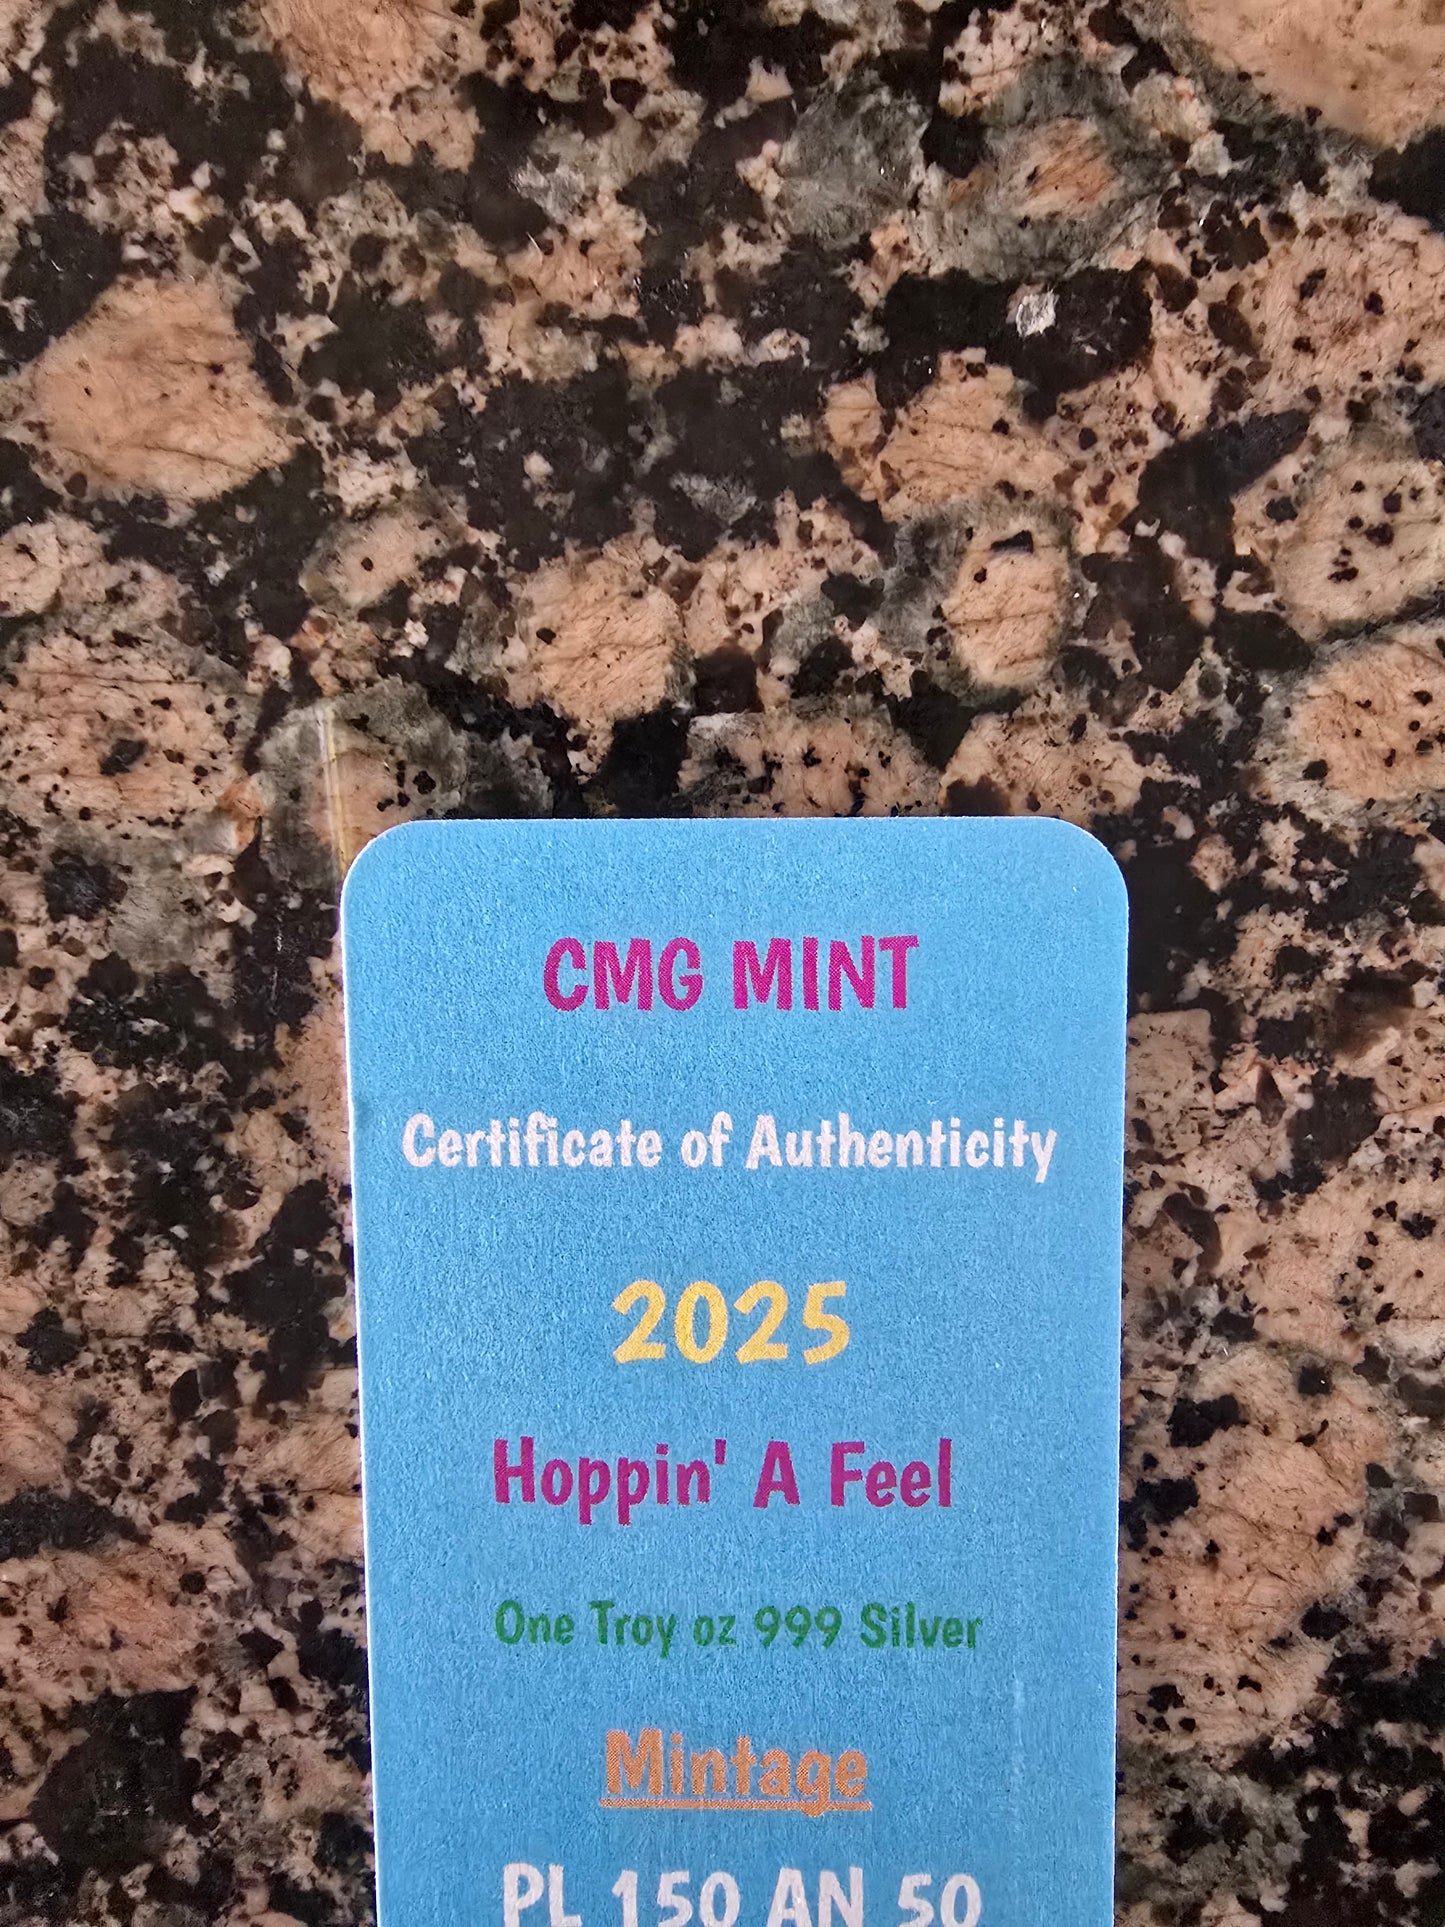 CMG MINT
Certificate of Authenticity
2025
Hoppin' A Feel
One Troy oz 999 Silver
Mintage
PL 150 AN 50